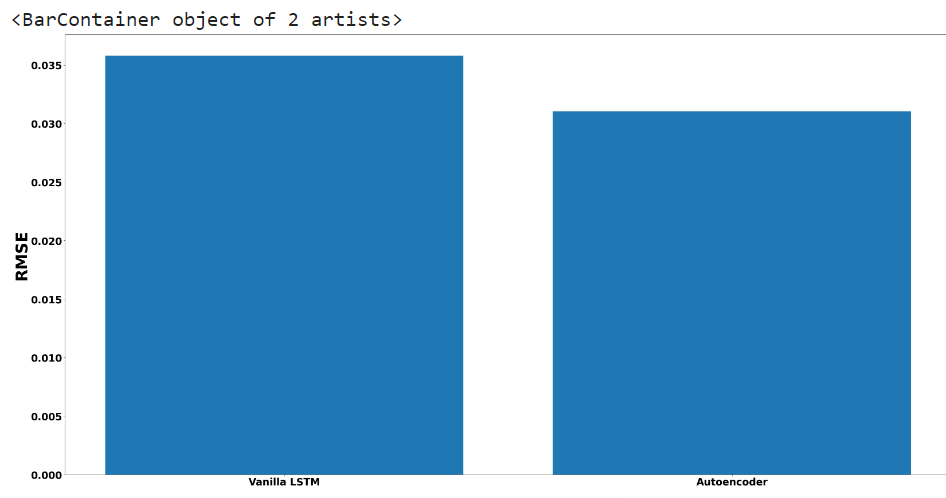 <BarContainer object of 2 artists>
0.035
0.030
0.025
0.020
RMSE
0.015
0.010
0.005
0.000
Vanilla LSTM
Autoencoder